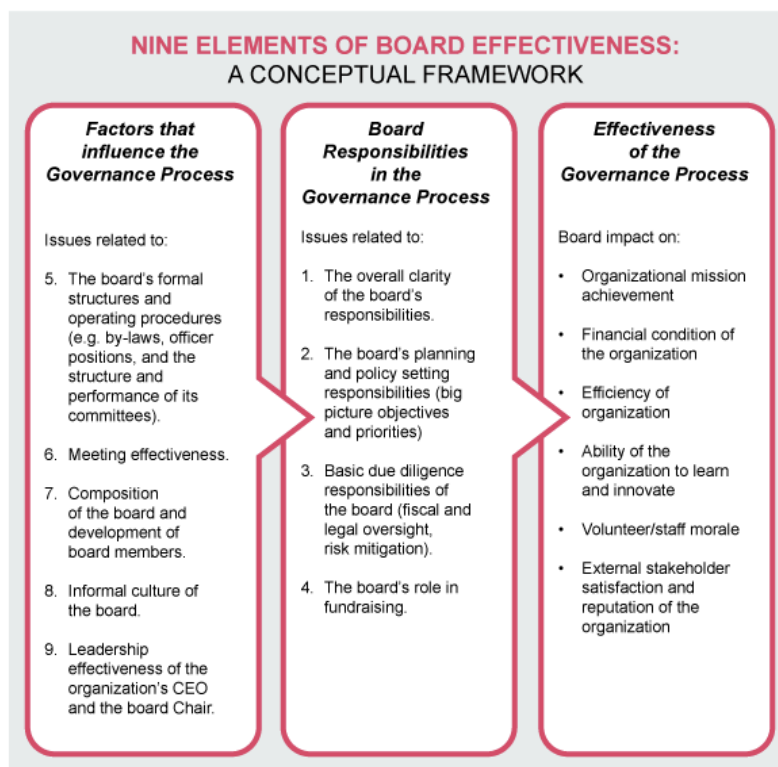 NINE ELEMENTS OF BOARD EFFECTIVENESS:
A CONCEPTUAL FRAMEWORK
Factors that
influence the
Governance Process
Issues related to:
5. The board's formal
structures and
operating procedures
(e.g. by-laws, officer
positions, and the
structure and
performance of its
committees).
6. Meeting effectiveness.
7. Composition
of the board and
development of
board members.
8. Informal culture of
the board.
9. Leadership
effectiveness of the
organization's CEO
and the board Chair.
Board
Responsibilities
in the
Governance Process
Issues related to:
1. The overall clarity
of the board's
responsibilities.
2. The board's planning
and policy setting
responsibilities (big
picture objectives
and priorities)
3. Basic due diligence
responsibilities of
the board (fiscal and
legal oversight,
risk mitigation).
4. The board's role in
fundraising.
Effectiveness
of the
Governance Process
Board impact on:
• Organizational mission
achievement
• Financial condition of
the organization
• Efficiency of
organization
• Ability of the
organization to learn
and innovate
• Volunteer/staff morale
• External stakeholder
satisfaction and
reputation of the
organization